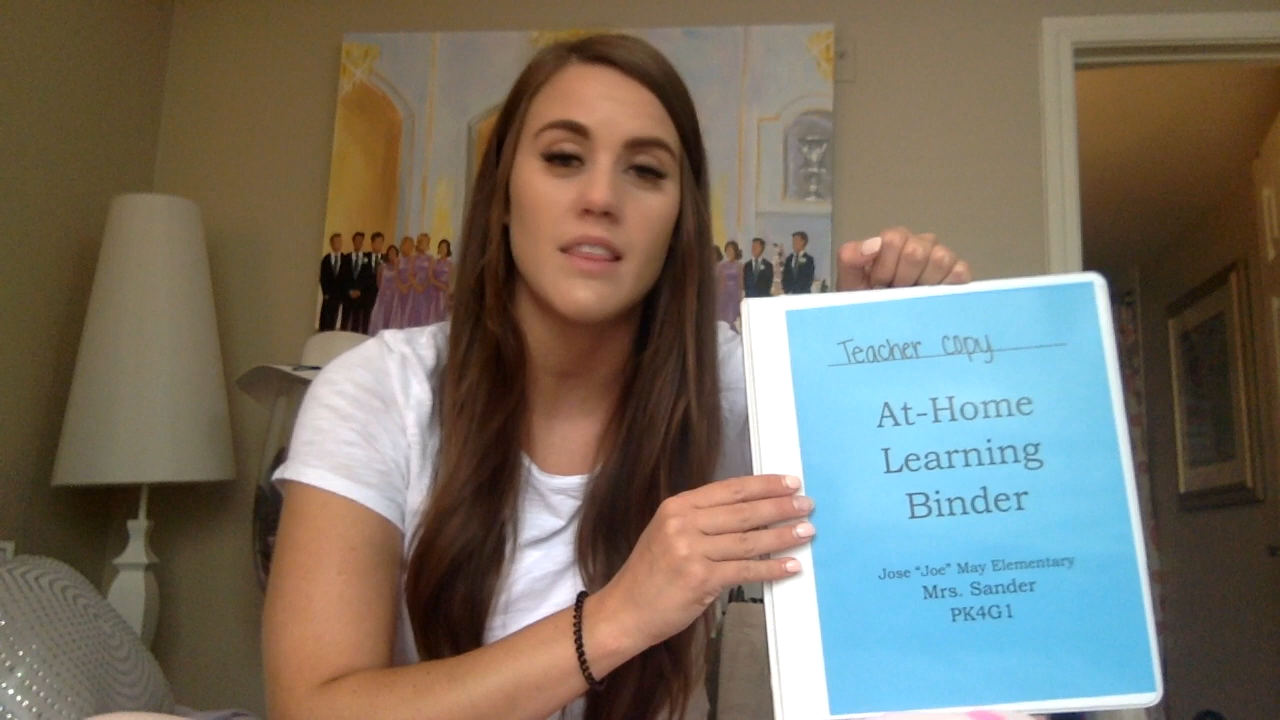 Teacher copy
At-Home
Learning
Binder
Jose "Joe" May Elementary
Mrs. Sander
PK4G1